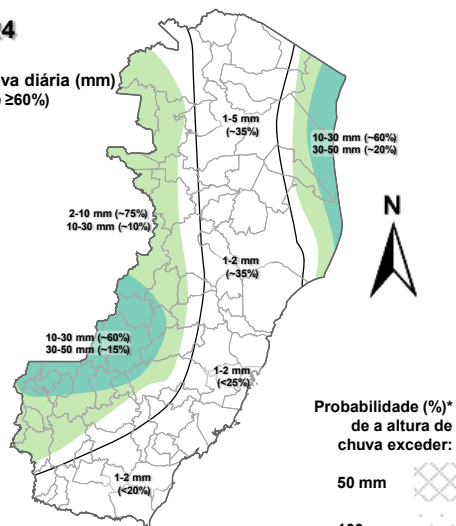 4
va diária (mm)
≥60%)
1-5 mm
(~35%)
10-30 mm (~60%)
30-50 mm (~20%)
2-10 mm (~75%)
10-30 mm (~10%)
N
1-2 mm
(~35%)
10-30 mm (~60%)
30-50 mm (~15%)
1-2 mm
(<25%)
Probabilidade (%)*
de a altura de
chuva exceder:
1-2 mm
(<20%)
50 mm